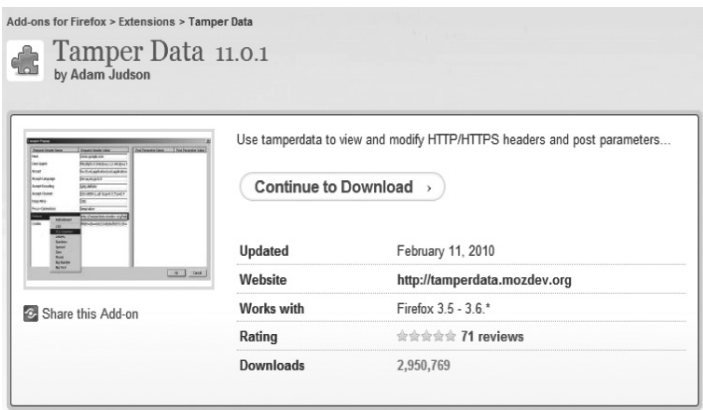 Add-ons for Firefox > Extensions > Tamper Data
Tamper Data 11.0.1
by Adam Judson
Use tamperdata to view and modify HTTP/HTTPS headers and post parameters...
Continue to Download ›
Updated February 11, 2010
Website http://tamperdata.mozdev.org
Works with Firefox 3.5 - 3.6.*
Rating 71 reviews
Downloads 2,950,769
Share this Add-on